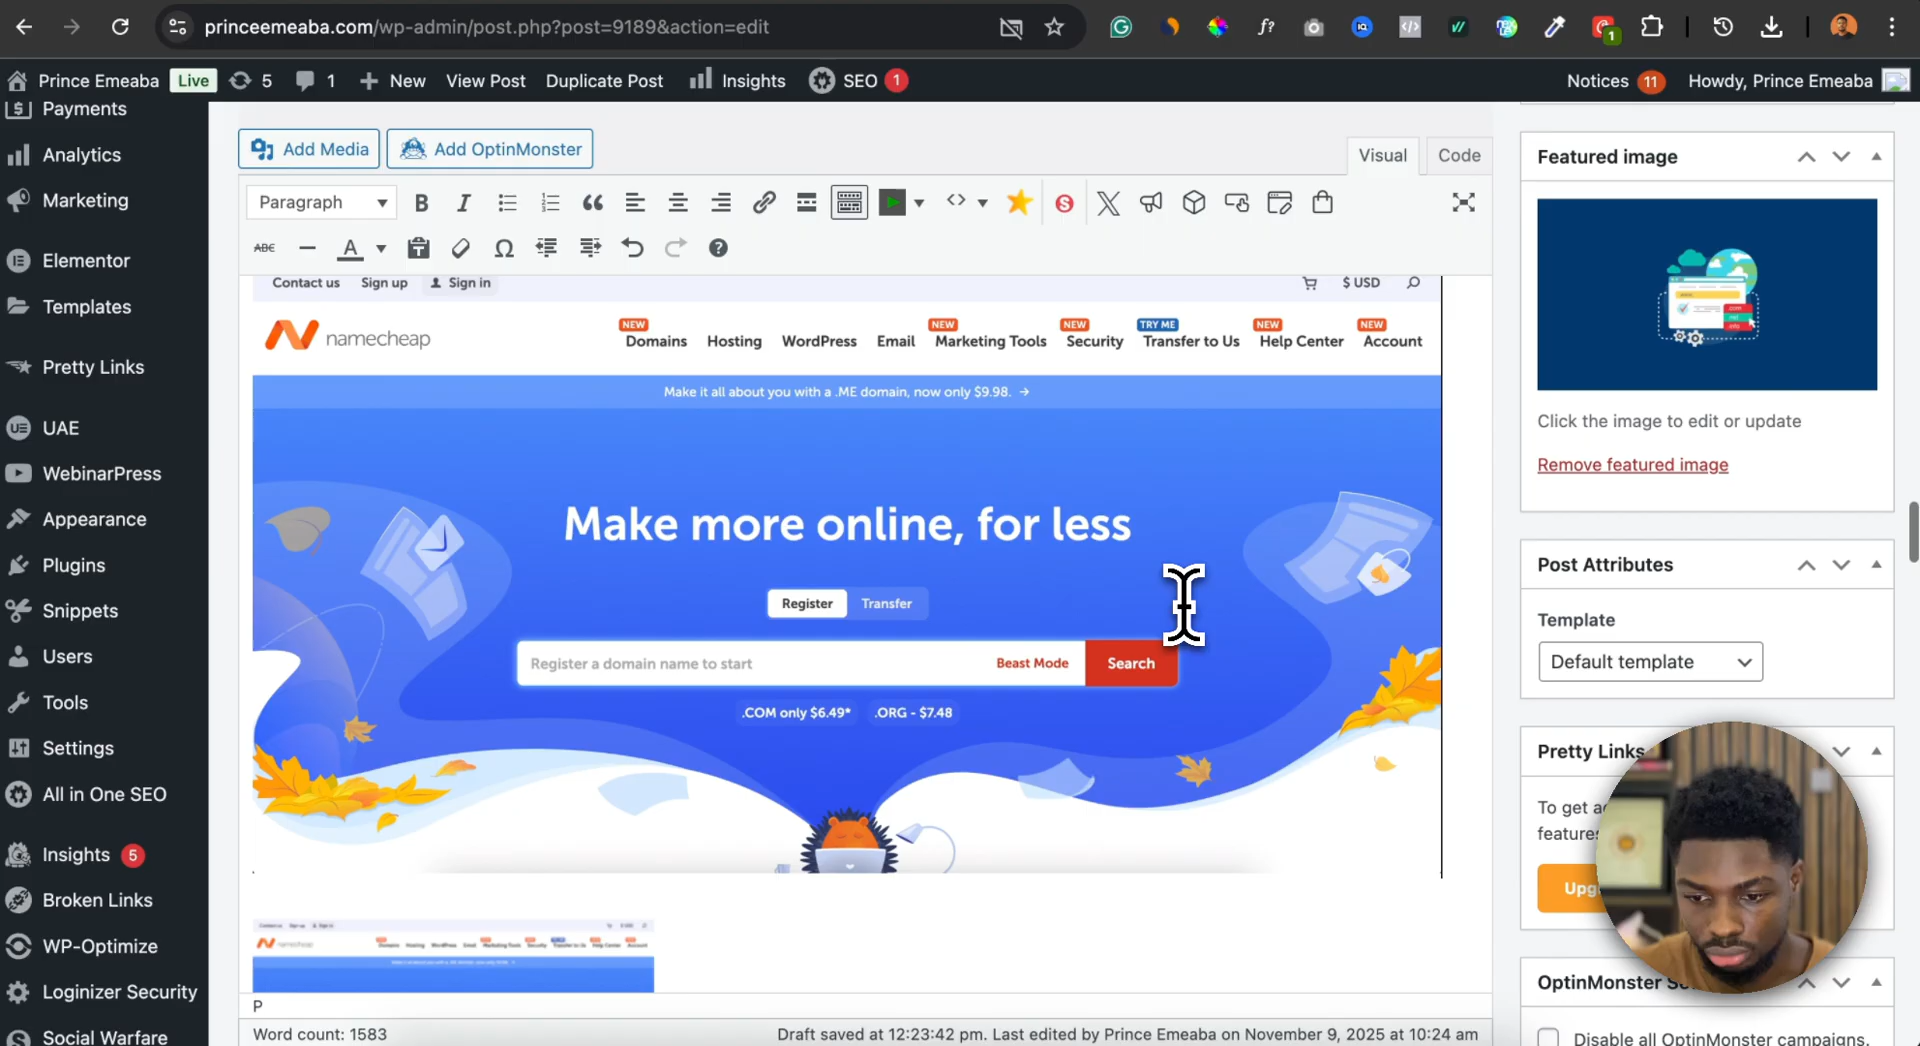 princeemeaba.com/wp-admin/post.php?post=9189&action=edit
1
Prince Emeaba Live 5 1 New View Post Duplicate Post Insights SEO 1 Notices 11 Howdy, Prince Emeaba
Payments
Analytics
Marketing
Elementor
Templates
Pretty Links
UAE
WebinarPress
Appearance
Plugins
Snippets
Users
Tools
Settings
All in One SEO
Insights 5
Broken Links
WP-Optimize
Loginizer Security
Social Warfare
Add Media Add OptinMonster Visual Code
Paragraph
ABC
Contact us Sign up Sign in $ USD
NEW NEW NEW TRY ME NEW NEW
namecheap Domains Hosting WordPress Email Marketing Tools Security Transfer to Us Help Center Account
Make it all about you with a .ME domain, now only $9.98. →
Make more online, for less
Register Transfer
Register a domain name to start Beast Mode Search
.COM only $6.49* .ORG - $7.48
P
Word count: 1583 Draft saved at 12:23:42 pm. Last edited by Prince Emeaba on November 9, 2025 at 10:24 am
Featured image
Click the image to edit or update
Remove featured image
Post Attributes
Template
Default template
Pretty Links
To get
features
OptinMonster
Disable all OptinMonster campaigns.